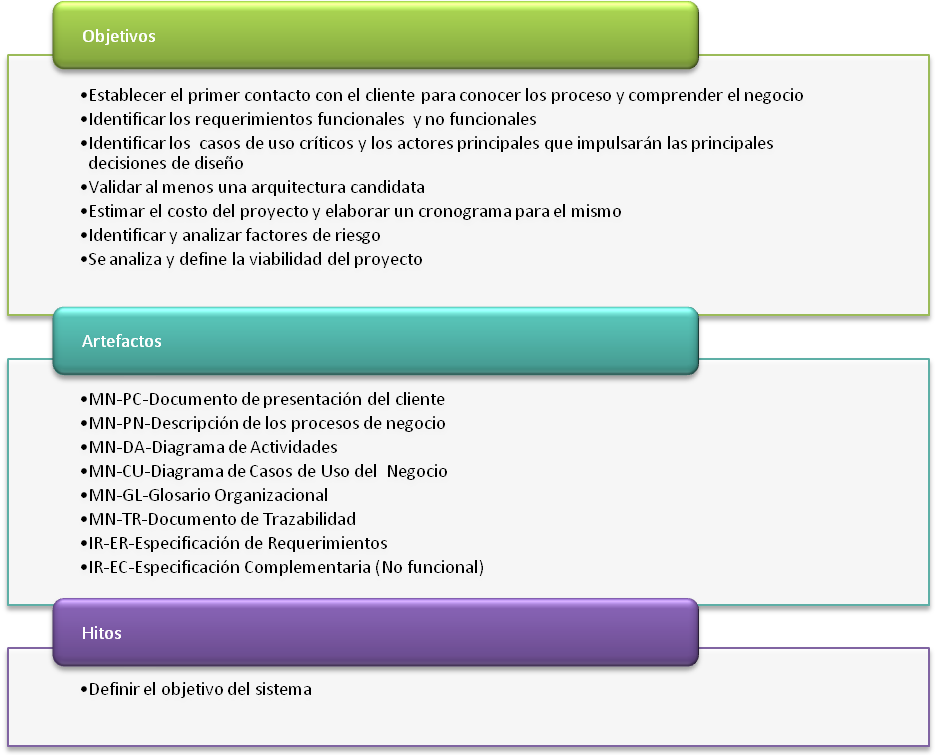 Objetivos
•Establecer el primer contacto con el cliente para conocer los proceso y comprender el negocio
•Identificar los requerimientos funcionales y no funcionales
•Identificar los casos de uso críticos y los actores principales que impulsarán las principales
decisiones de diseño
•Validar al menos una arquitectura candidata
•Estimar el costo del proyecto y elaborar un cronograma para el mismo
•Identificar y analizar factores de riesgo
•Se analiza y define la viabilidad del proyecto
Artefactos
•MN-PC-Documento de presentación del cliente
•MN-PN-Descripción de los procesos de negocio
•MN-DA-Diagrama de Actividades
•MN-CU-Diagrama de Casos de Uso del Negocio
•MN-GL-Glosario Organizacional
•MN-TR-Documento de Trazabilidad
•IR-ER-Especificación de Requerimientos
•IR-EC-Especificación Complementaria (No funcional)
Hitos
•Definir el objetivo del sistema